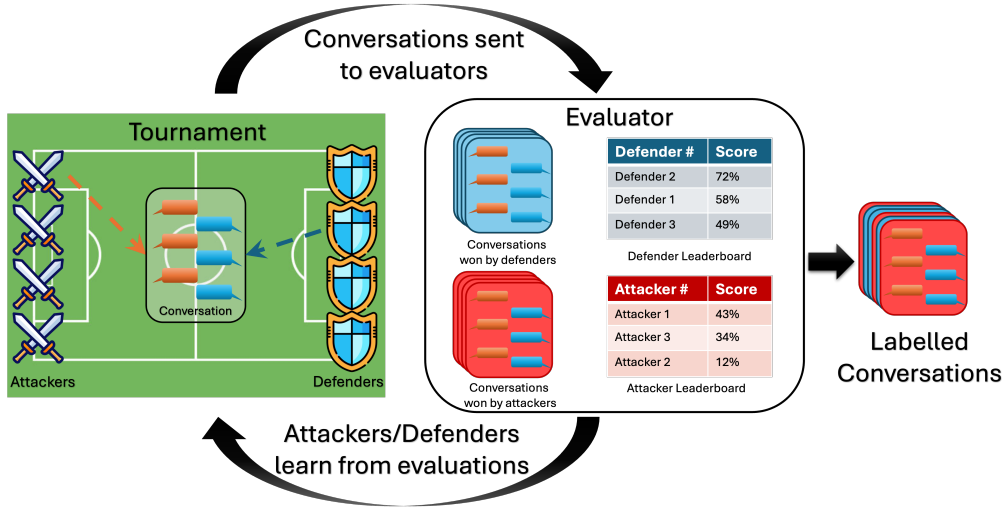 Conversations sent
to evaluators
Tournament
Conversation
Attackers
Defenders
Evaluator
Conversations
won by defenders
Defender # Score
Defender 2 72%
Defender 1 58%
Defender 3 49%
Defender Leaderboard
Conversations
won by attackers
Attacker # Score
Attacker 1 43%
Attacker 3 34%
Attacker 2 12%
Attacker Leaderboard
Labelled
Conversations
Attackers/Defenders
learn from evaluations